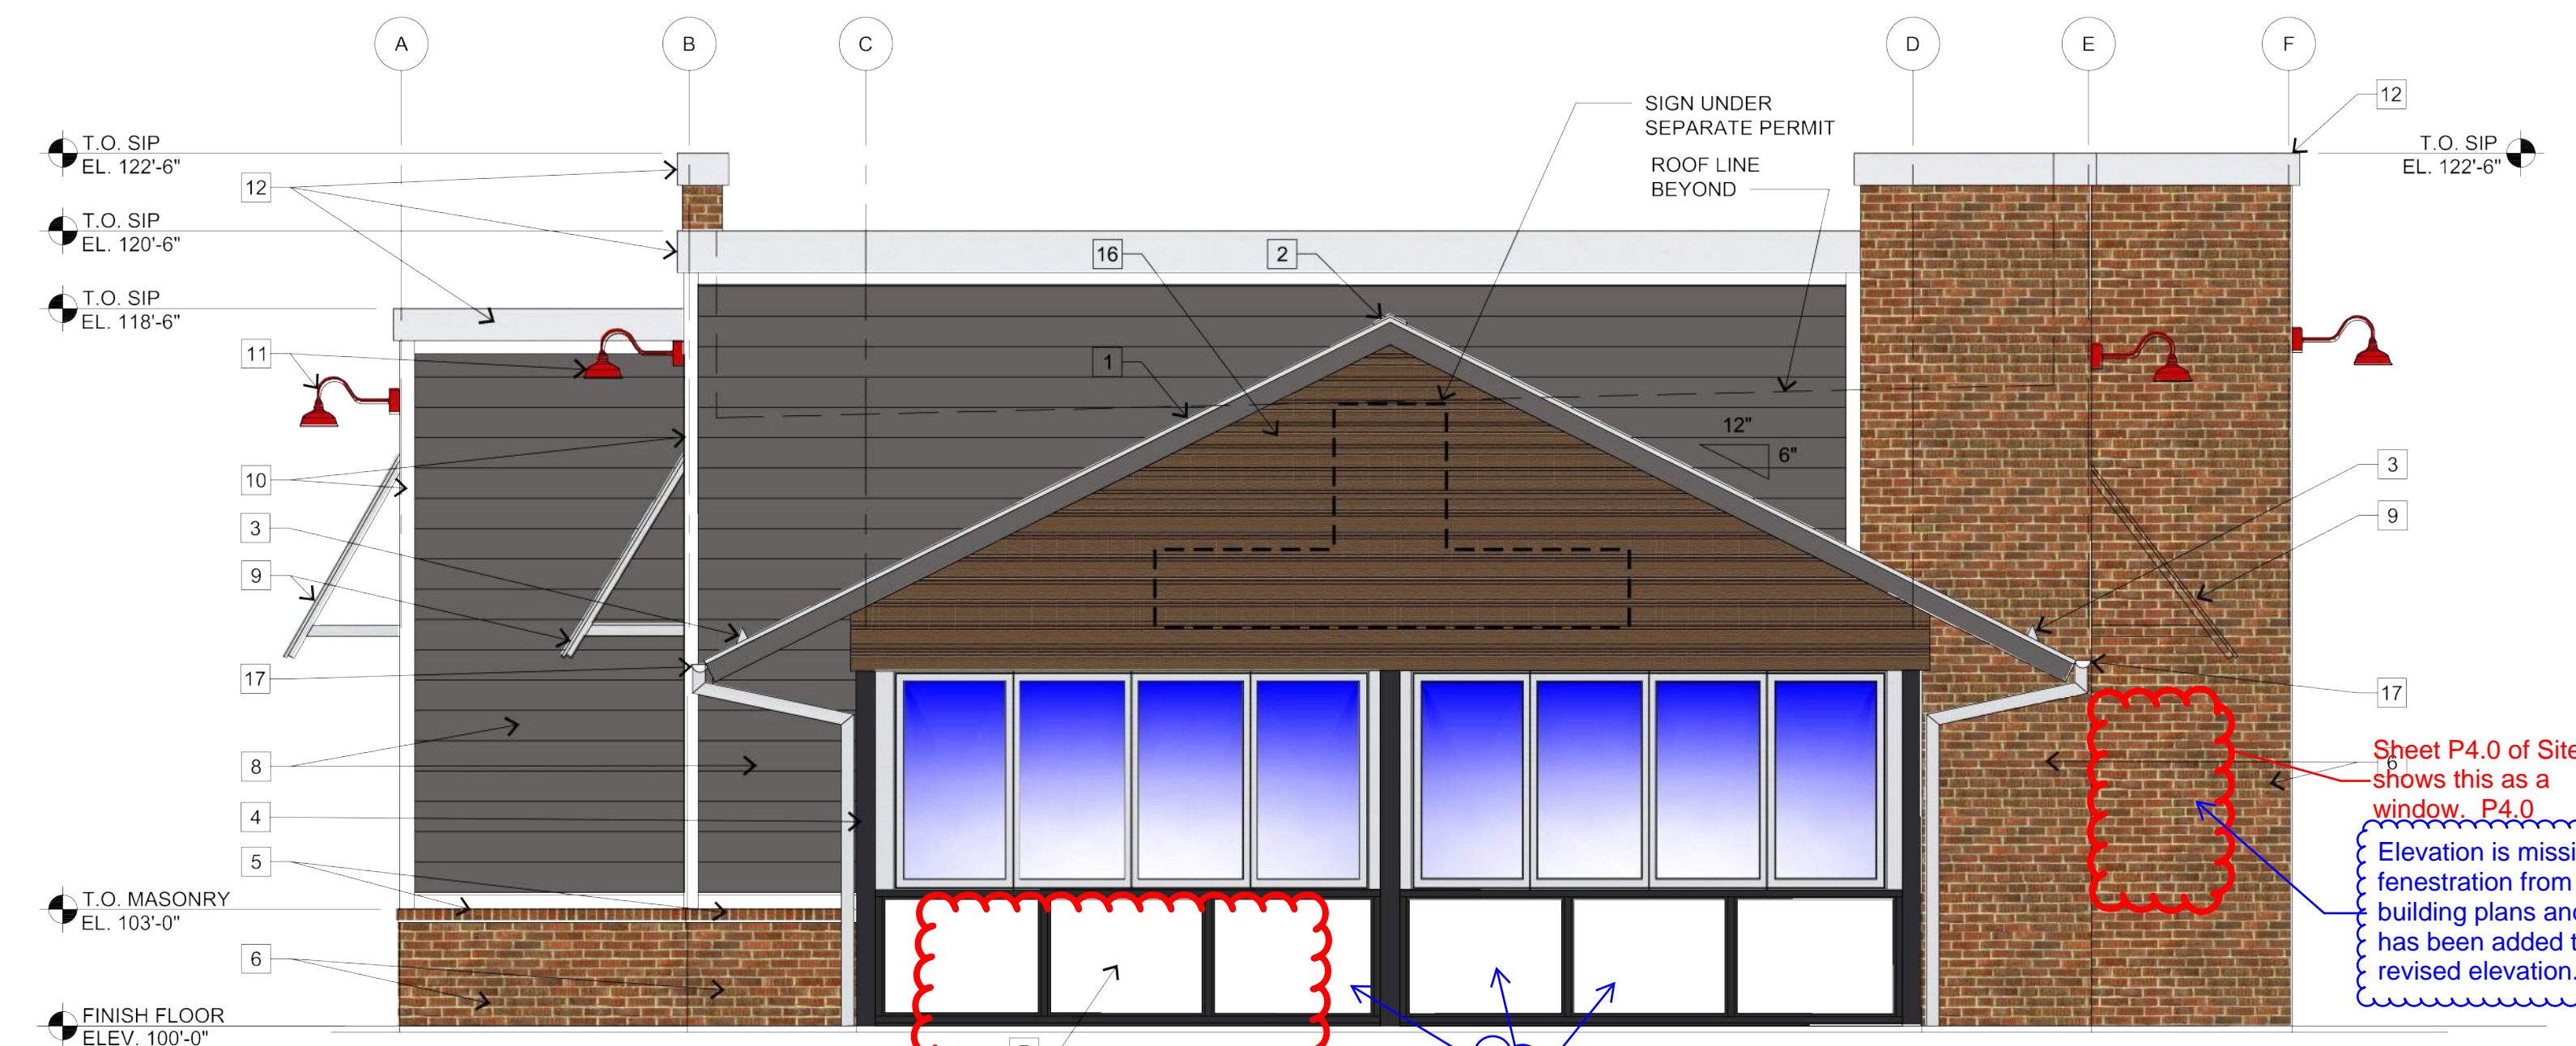 A
B
C
D
E
F
SIGN UNDER
SEPARATE PERMIT
ROOF LINE
BEYOND
12
T.O. SIP
EL. 122'-6"
T.O. SIP
EL. 122'-6"
12
T.O. SIP
EL. 120'-6"
16
2
T.O. SIP
EL. 118'-6"
11
1
12"
6"
3
10
9
3
9
17
17
8
6
Sheet P4.0 of Site
shows this as a
window. P4.0
4
Elevation is missi
fenestration from
building plans and
has been added t
revised elevation.
5
T.O. MASONRY
EL. 103'-0"
6
FINISH FLOOR
ELEV. 100'-0"